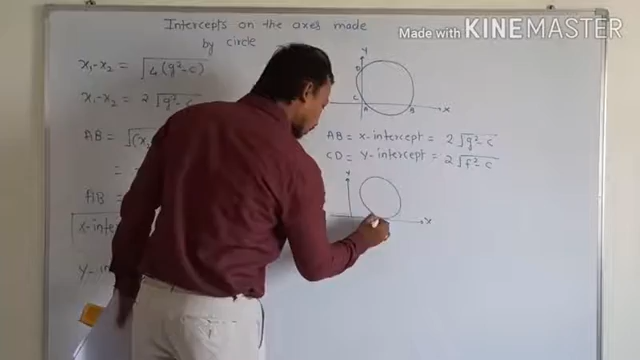 Made with KINEMASTER
Intercepts on the axes made
by circle
x₁-x₂ = √4(g²-c)
x₁-x₂ = 2√g²-c
AB = √(x₂
=
AB =
x-inte
y-in
Y
D
C
A
B
X
AB = x-intercept = 2√g²-c
CD = y-intercept = 2√f²-c
Y
X